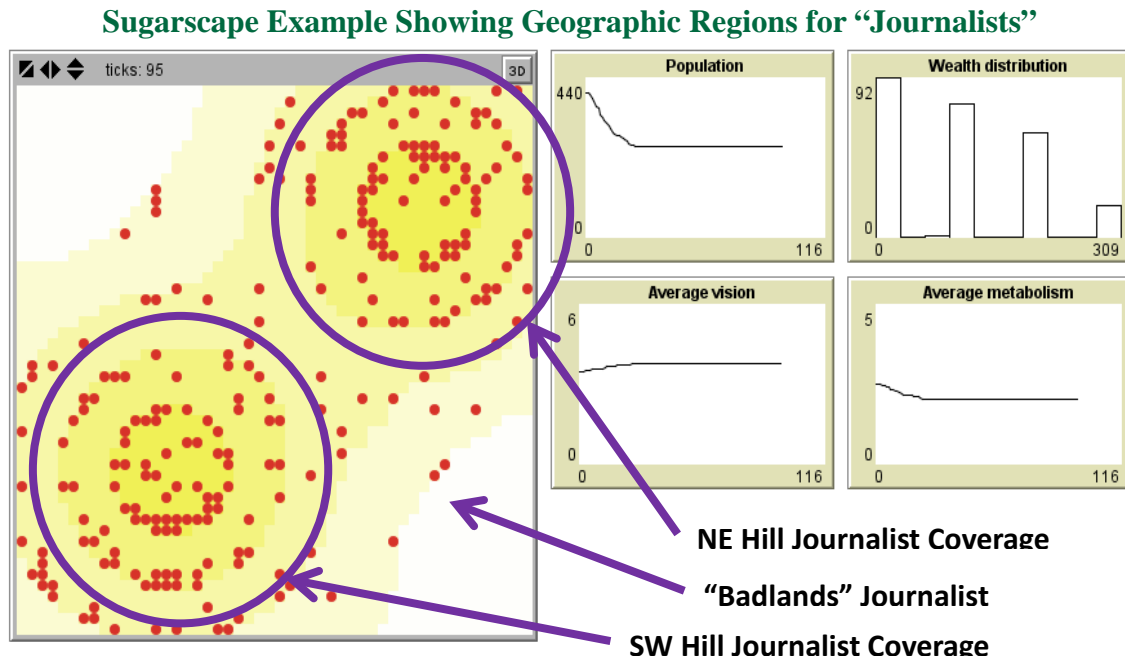 Sugarscape Example Showing Geographic Regions for “Journalists”
ticks: 95
3D
Population
440
0
0
116
Wealth distribution
92
0
0
309
Average vision
6
0
0
116
Average metabolism
5
0
0
116
NE Hill Journalist Coverage
“Badlands” Journalist
SW Hill Journalist Coverage